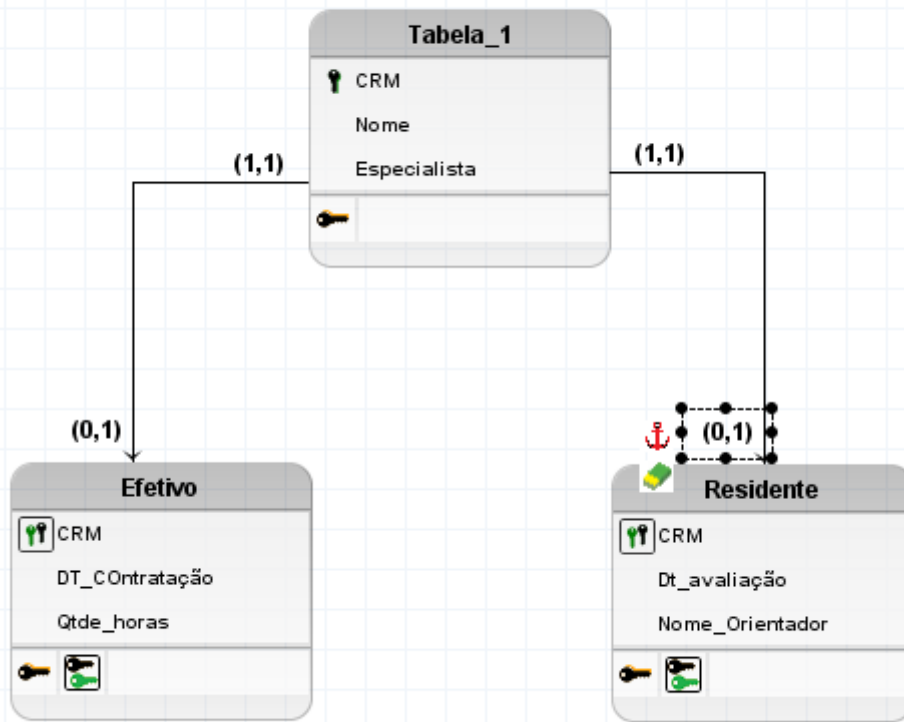 Tabela_1
CRM
Nome
Especialista
(1,1)
(1,1)
(0,1)
(0,1)
Efetivo
CRM
DT_COntratação
Qtde_horas
Residente
CRM
Dt_avaliação
Nome_Orientador